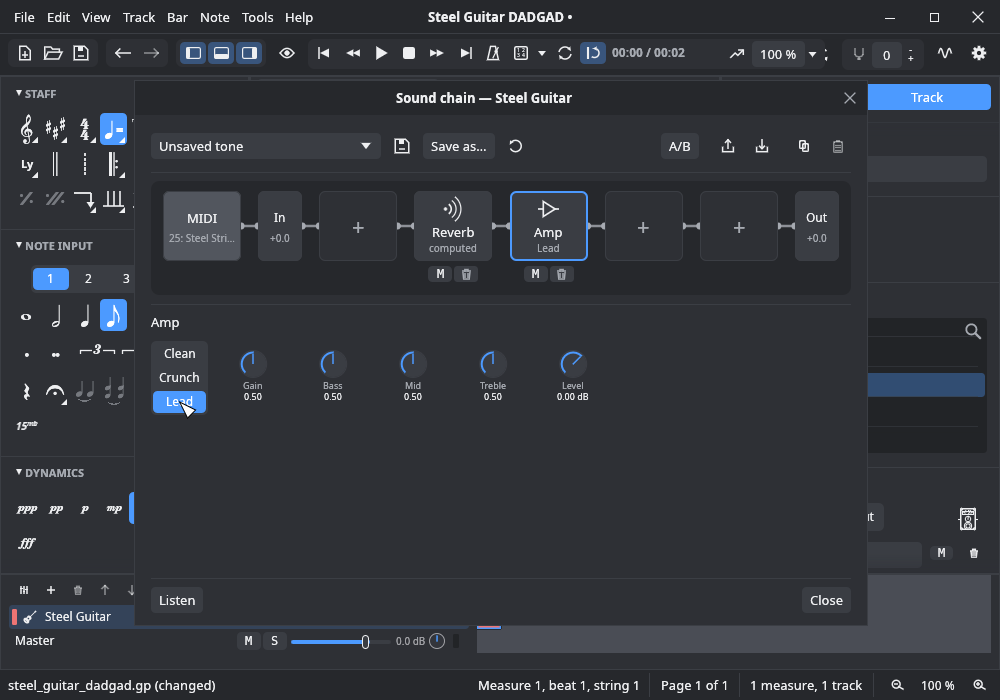 File Edit View Track Bar Note Tools Help
Steel Guitar DADGAD •
00:00 / 00:02
100 %
0
STAFF
Sound chain — Steel Guitar
Track
Unsaved tone
Save as...
A/B
Ly
MIDI
25: Steel Stri...
In
+0.0
+
Reverb
computed
Amp
Lead
+
+
Out
+0.0
M
M
NOTE INPUT
1 2 3
Amp
Clean
Crunch
Lead
Gain
0.50
Bass
0.50
Mid
0.50
Treble
0.50
Level
0.00 dB
3
15mb
DYNAMICS
ppp pp p mp
fff
M
Listen
Close
Steel Guitar
Master
M S
0.0 dB
steel_guitar_dadgad.gp (changed)
Measure 1, beat 1, string 1
Page 1 of 1
1 measure, 1 track
100 %